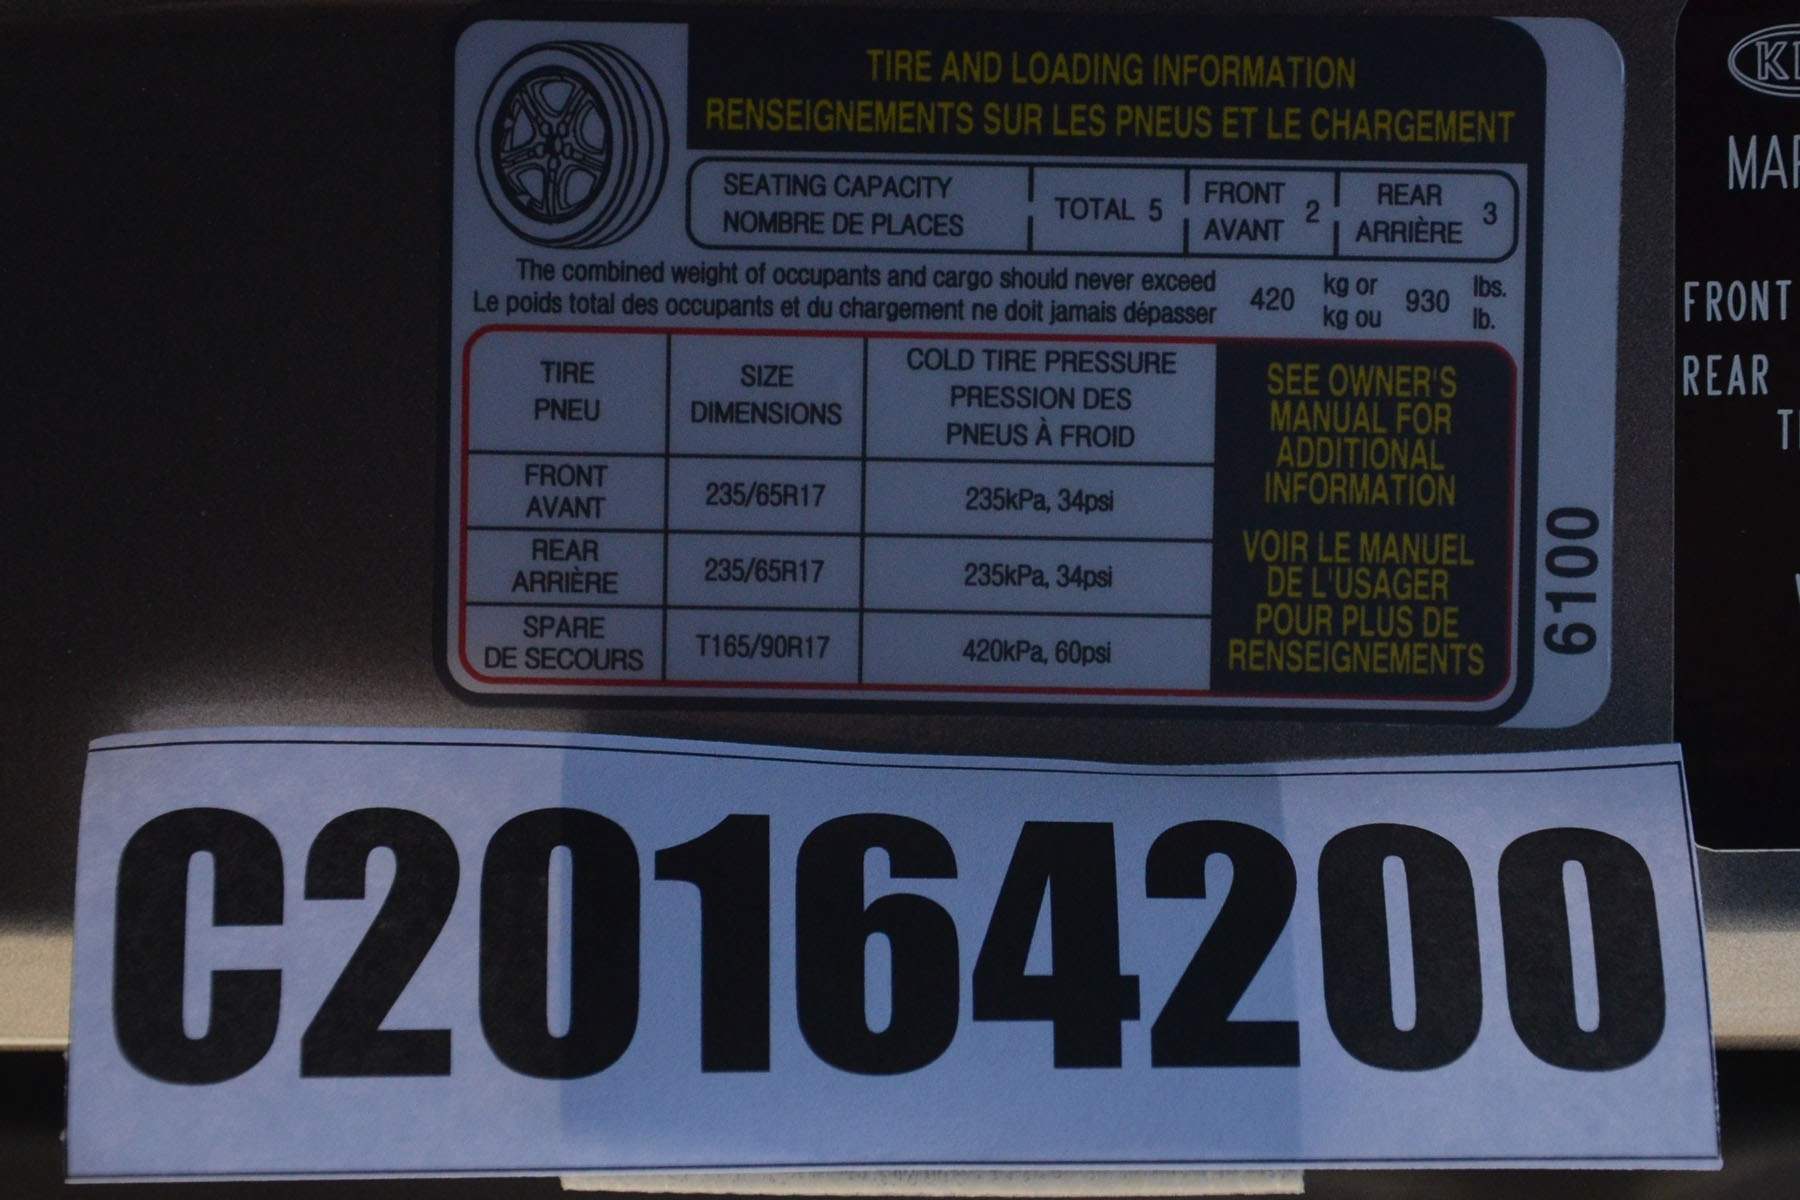 TIRE AND LOADING INFORMATION
RENSEIGNEMENTS SUR LES PNEUS ET LE CHARGEMENT
SEATING CAPACITY
NOMBRE DE PLACES
TOTAL 5
FRONT
AVANT
2
REAR
ARRIÈRE
3
The combined weight of occupants and cargo should never exceed
Le poids total des occupants et du chargement ne doit jamais dépasser
420
kg or
kg ou
930
lbs.
lb.
TIRE
PNEU
SIZE
DIMENSIONS
COLD TIRE PRESSURE
PRESSION DES
PNEUS À FROID
FRONT
AVANT
235/65R17
235kPa, 34psi
REAR
ARRIÈRE
235/65R17
235kPa, 34psi
SPARE
DE SECOURS
T165/90R17
420kPa, 60psi
SEE OWNER'S
MANUAL FOR
ADDITIONAL
INFORMATION
VOIR LE MANUEL
DE L'USAGER
POUR PLUS DE
RENSEIGNEMENTS
6100
FRONT
REAR
C20164200